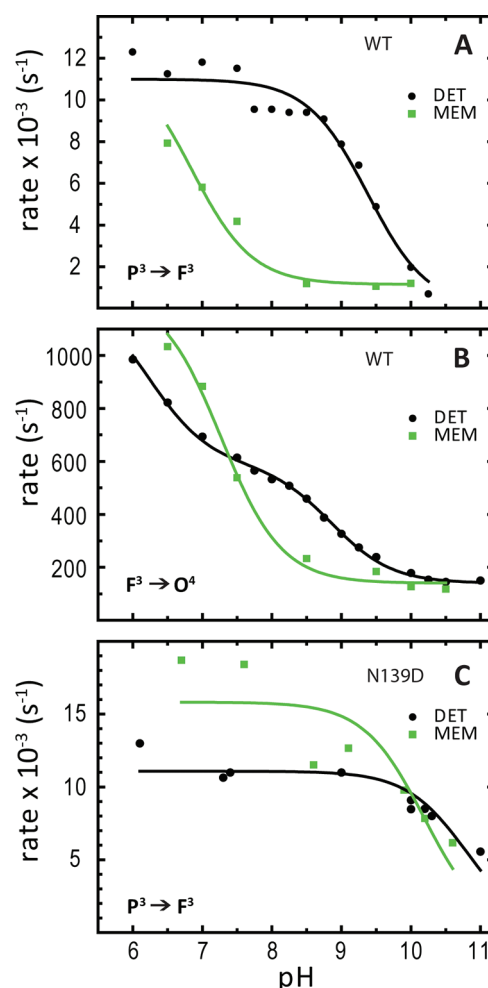 WT A
DET
MEM
12
10
8
6
4
2
rate x 10⁻³ (s⁻¹)
P³ → F³
WT B
DET
MEM
1000
800
600
400
200
rate (s⁻¹)
F³ → O⁴
N139D C
DET
MEM
15
10
5
rate x 10⁻³ (s⁻¹)
P³ → F³
6 7 8 9 10 11
pH